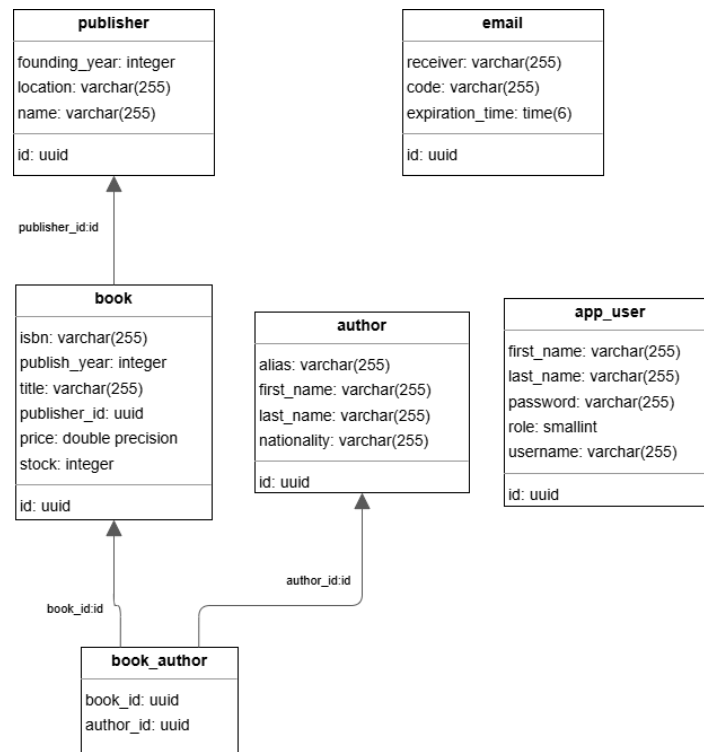 publisher
founding_year: integer
location: varchar(255)
name: varchar(255)
id: uuid
email
receiver: varchar(255)
code: varchar(255)
expiration_time: time(6)
id: uuid
publisher_id:id
book
isbn: varchar(255)
publish_year: integer
title: varchar(255)
publisher_id: uuid
price: double precision
stock: integer
id: uuid
author
alias: varchar(255)
first_name: varchar(255)
last_name: varchar(255)
nationality: varchar(255)
id: uuid
app_user
first_name: varchar(255)
last_name: varchar(255)
password: varchar(255)
role: smallint
username: varchar(255)
id: uuid
book_id:id
author_id:id
book_author
book_id: uuid
author_id: uuid